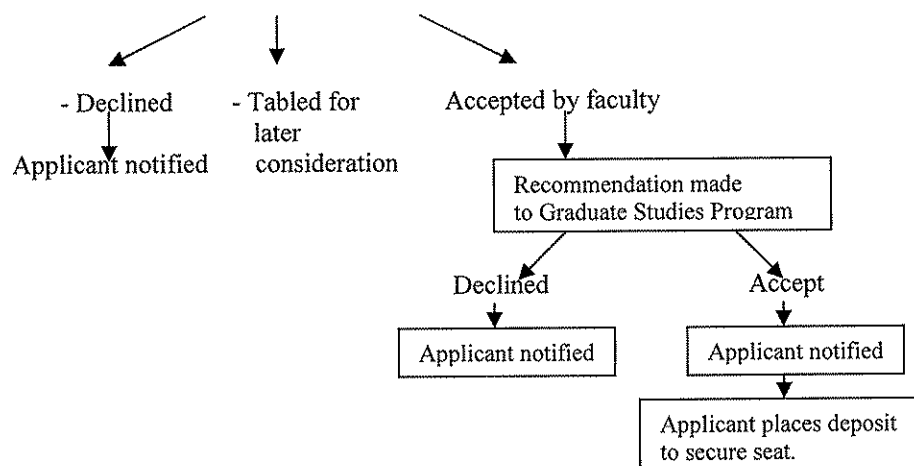 - Declined
Applicant notified
- Tabled for
later
consideration
Accepted by faculty
Recommendation made
to Graduate Studies Program
Declined
Applicant notified
Accept
Applicant notified
Applicant places deposit
to secure seat.